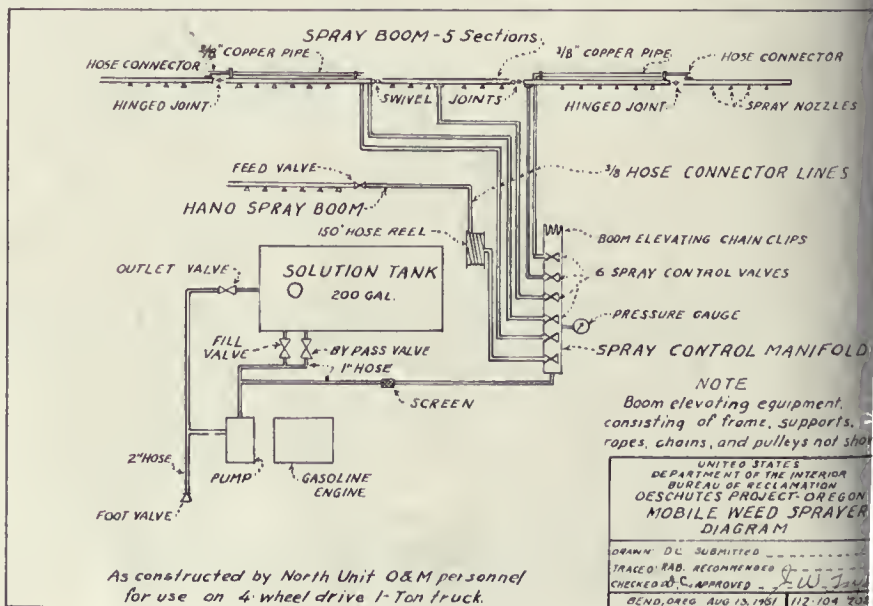 SPRAY BOOM - 5 Sections
3/8" COPPER PIPE
3/8" COPPER PIPE
HOSE CONNECTOR
HOSE CONNECTOR
HINGED JOINT
SWIVEL JOINTS
HINGED JOINT
SPRAY NOZZLES
FEED VALVE
3/8 HOSE CONNECTOR LINES
HAND SPRAY BOOM
150' HOSE REEL
BOOM ELEVATING CHAIN CLIPS
OUTLET VALVE
SOLUTION TANK
200 GAL.
6 SPRAY CONTROL VALVES
PRESSURE GAUGE
FILL
VALVE
BY PASS VALVE
1" HOSE
SPRAY CONTROL MANIFOLD
SCREEN
NOTE
Boom elevating equipment,
consisting of frame, supports,
ropes, chains, and pulleys not
2" HOSE
PUMP
GASOLINE
ENGINE
FOOT VALVE
UNITED STATES
DEPARTMENT OF THE INTERIOR
BUREAU OF RECLAMATION
DESCHUTES PROJECT-OREGON
MOBILE WEED SPRAYER
DIAGRAM
DRAWN: D.C. SUBMITTED
TRACED: RAB. RECOMMENDED
CHECKED: D.C. APPROVED J.W.
BEND, OREG AUG 13, 1951 112-104
As constructed by North Unit O&M personnel
for use on 4 wheel drive 1-Ton truck.